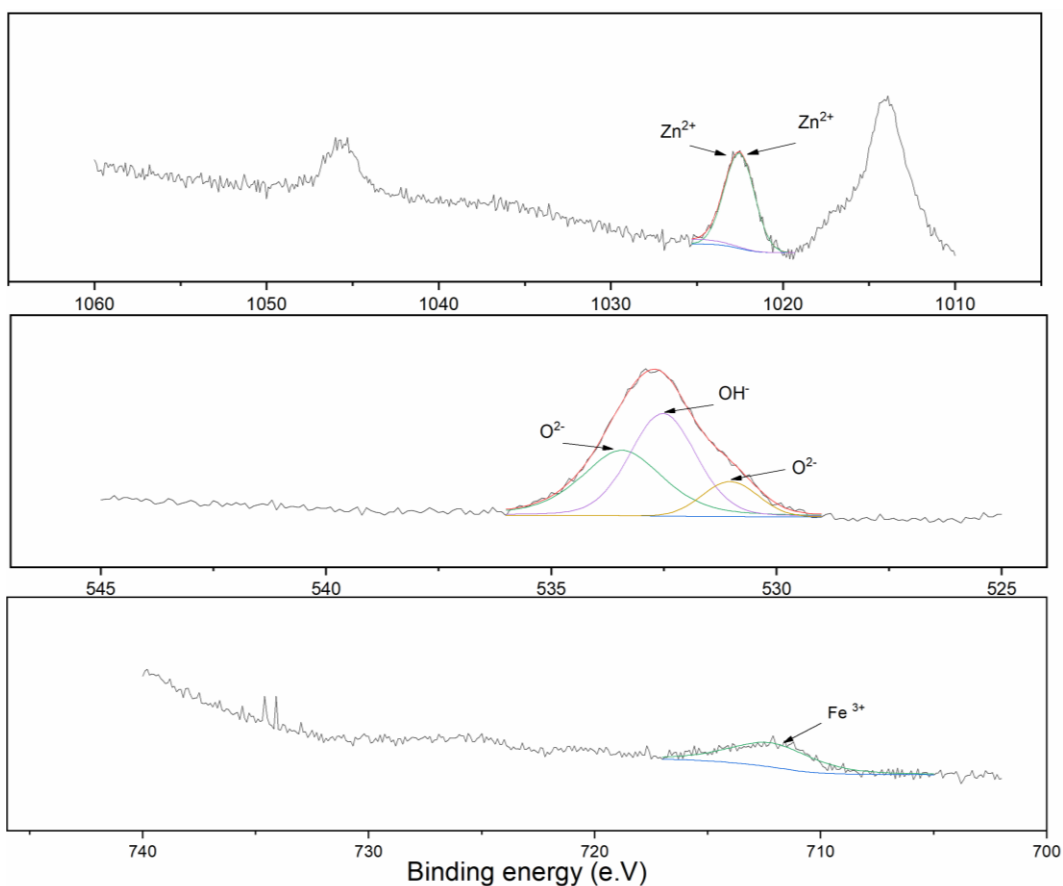 Zn²⁺ Zn²⁺
1060 1050 1040 1030 1020 1010
OH⁻
O²⁻
O²⁻
545 540 535 530 525
Fe ³⁺
740 730 720 710 700
Binding energy (e.V)